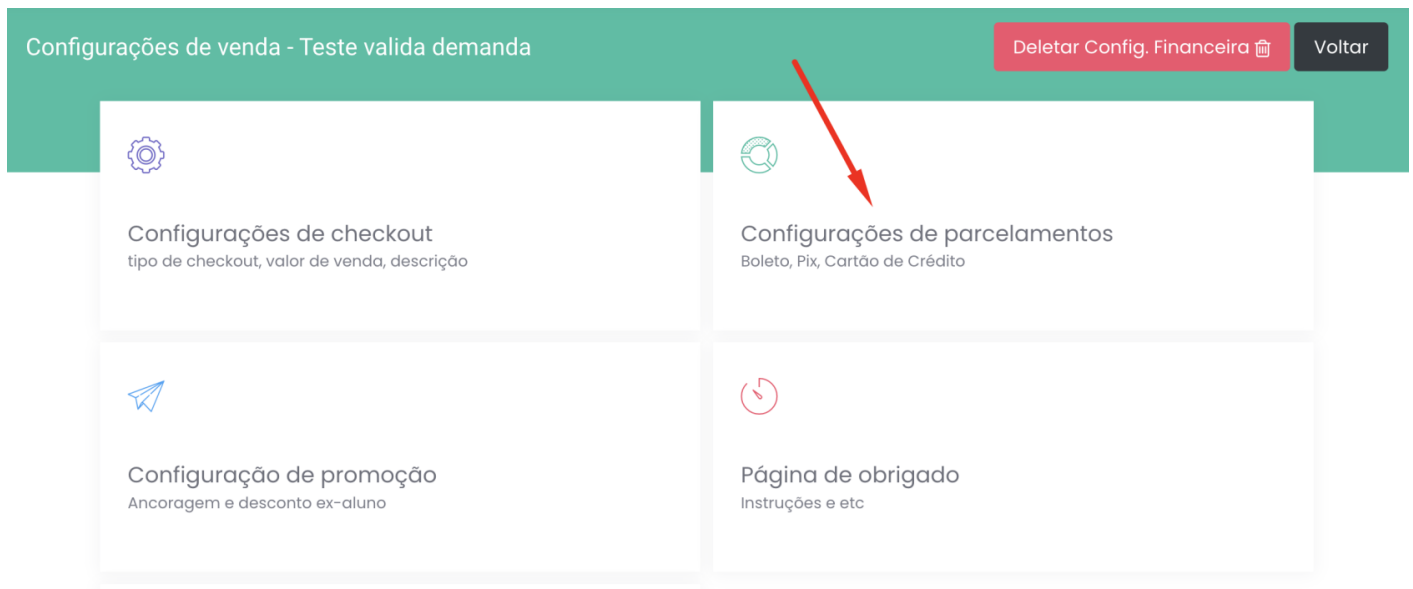 Configurações de venda - Teste valida demanda
Deletar Config. Financeira
Voltar
Configurações de checkout
tipo de checkout, valor de venda, descrição
Configurações de parcelamentos
Boleto, Pix, Cartão de Crédito
Configuração de promoção
Ancoragem e desconto ex-aluno
Página de obrigado
Instruções e etc